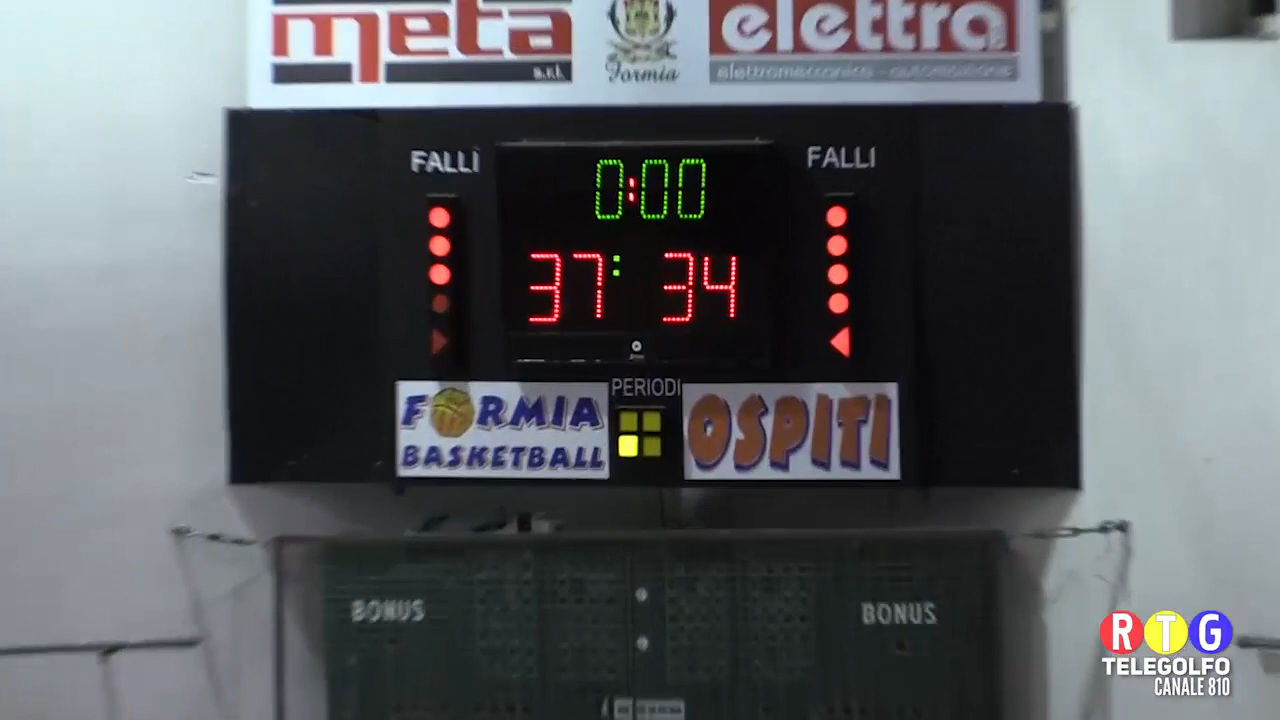 meta
s.r.l.
Formia
elettra
elettromeccanica - automazione
FALLI
FALLI
0:00
37: 34
PERIODI
FORMIA
BASKETBALL
OSPITI
BONUS
BONUS
RTG
TELEGOLFO
CANALE 810